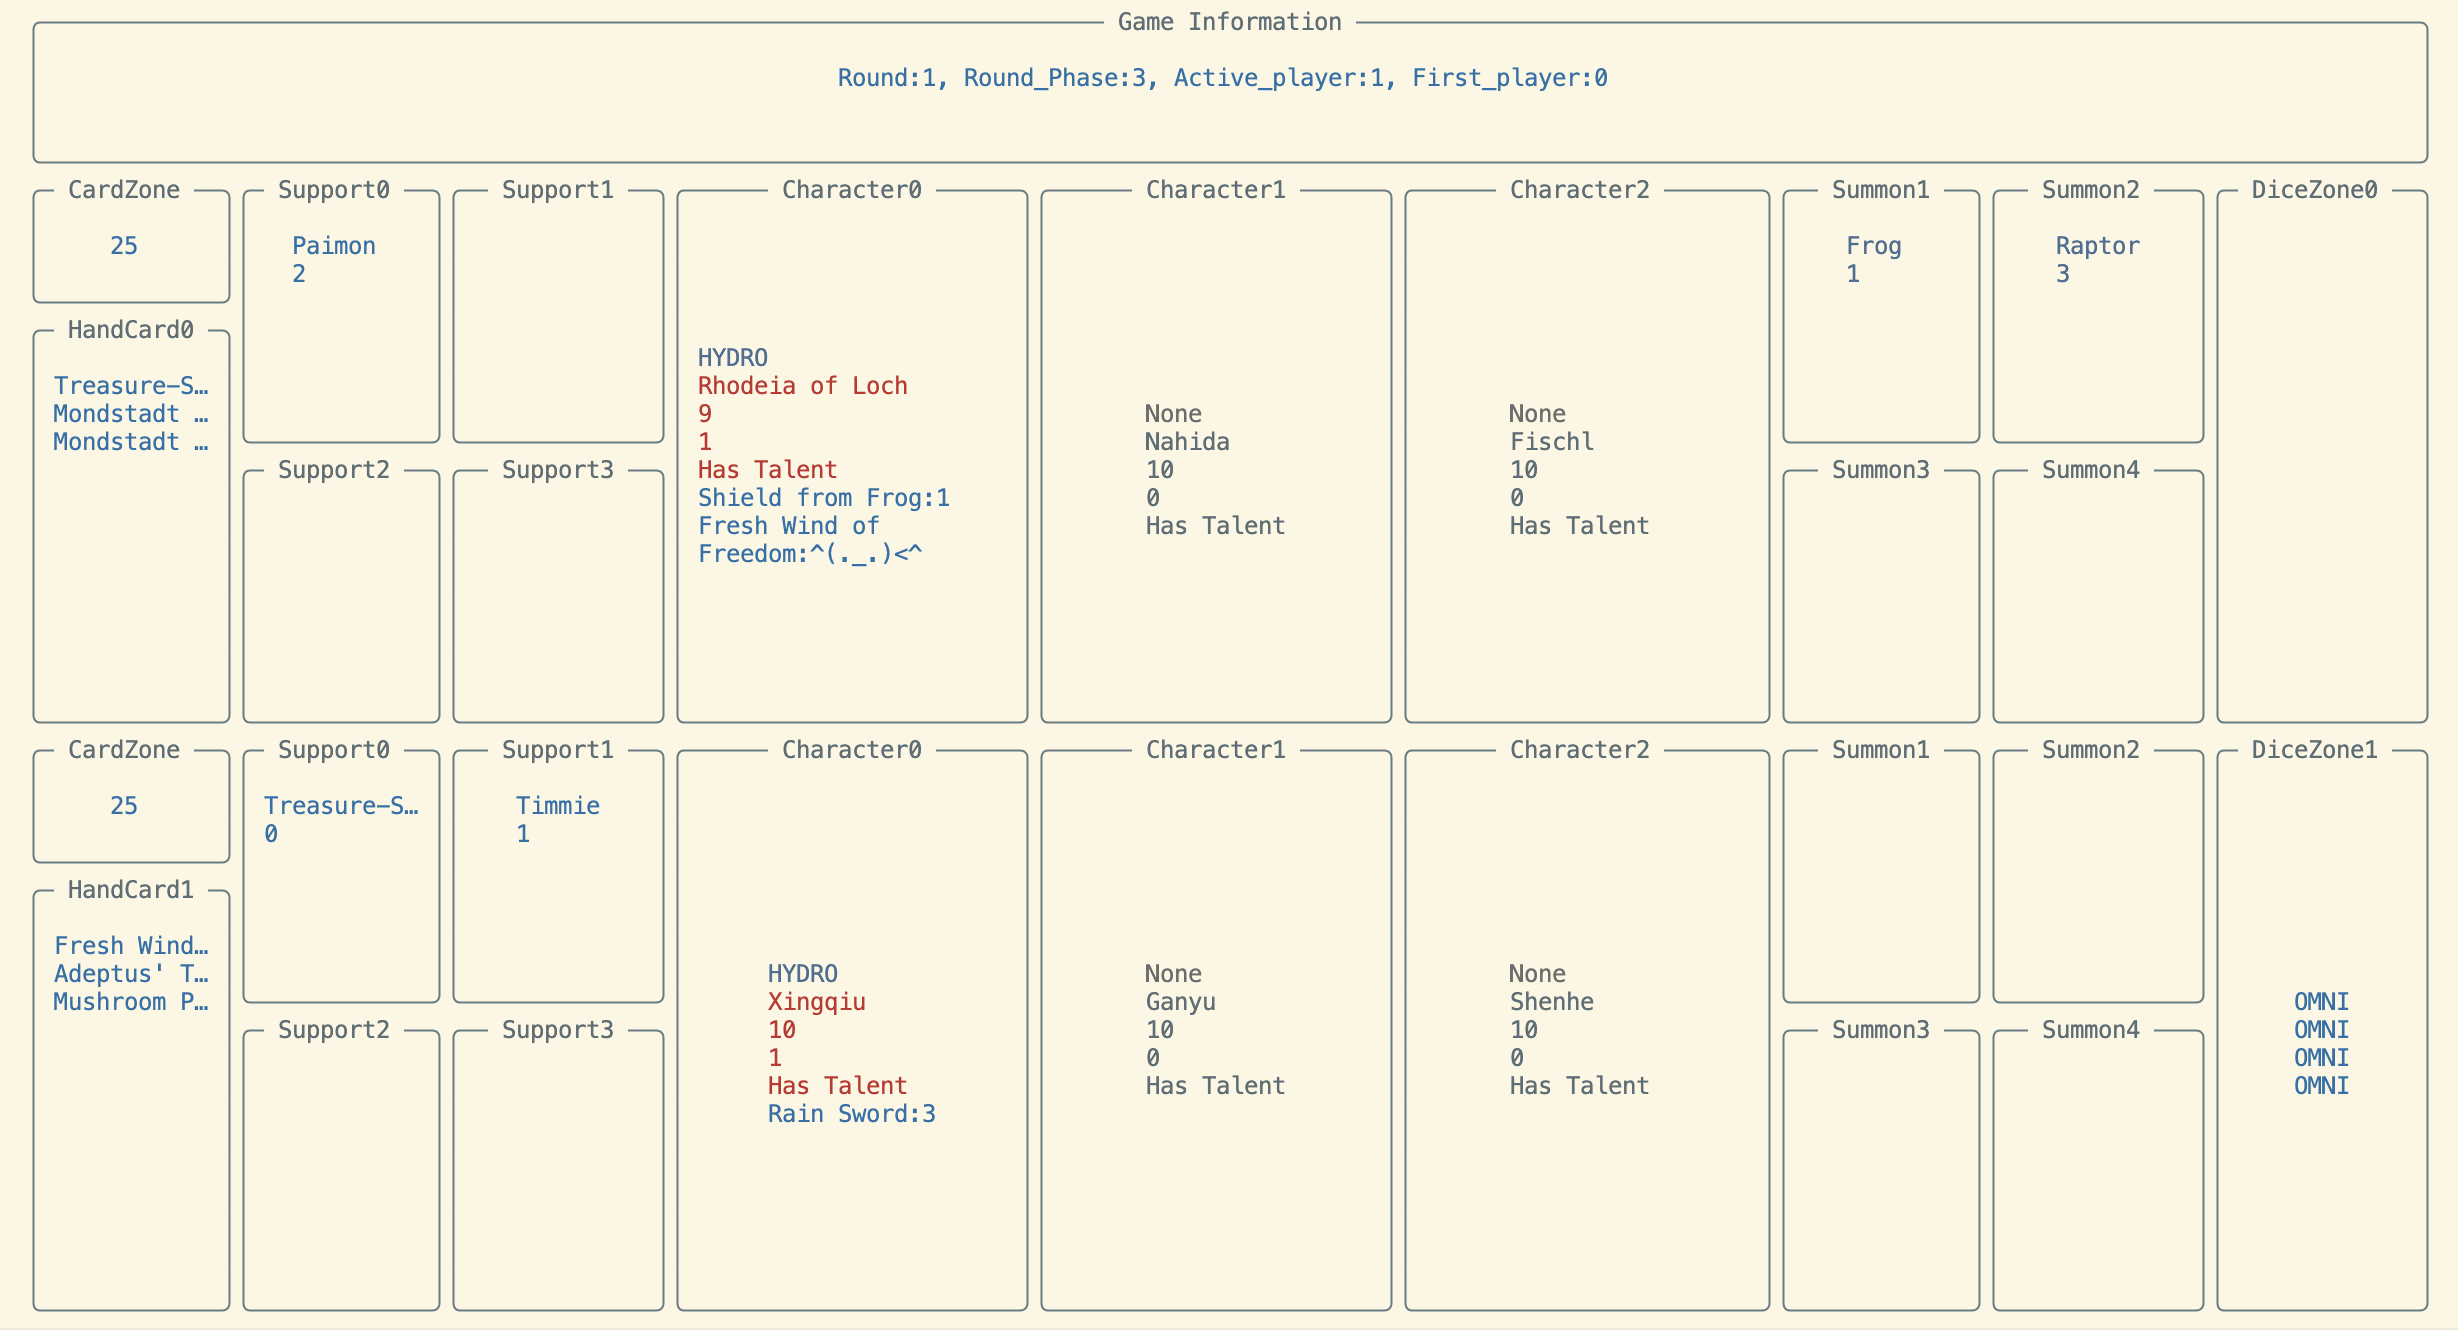 Game Information
Round:1, Round_Phase:3, Active_player:1, First_player:0
CardZone
25
HandCard0
Treasure-S…
Mondstadt …
Mondstadt …
Support0
Paimon
2
Support1
Support2
Support3
Character0
HYDRO
Rhodeia of Loch
9
1
Has Talent
Shield from Frog:1
Fresh Wind of
Freedom:^(._.)<^
Character1
None
Nahida
10
0
Has Talent
Character2
None
Fischl
10
0
Has Talent
Summon1
Frog
1
Summon2
Raptor
3
Summon3
Summon4
DiceZone0
CardZone
25
HandCard1
Fresh Wind…
Adeptus' T…
Mushroom P…
Support0
Treasure-S…
0
Support1
Timmie
1
Support2
Support3
Character0
HYDRO
Xingqiu
10
1
Has Talent
Rain Sword:3
Character1
None
Ganyu
10
0
Has Talent
Character2
None
Shenhe
10
0
Has Talent
Summon1
Summon2
Summon3
Summon4
DiceZone1
OMNI
OMNI
OMNI
OMNI